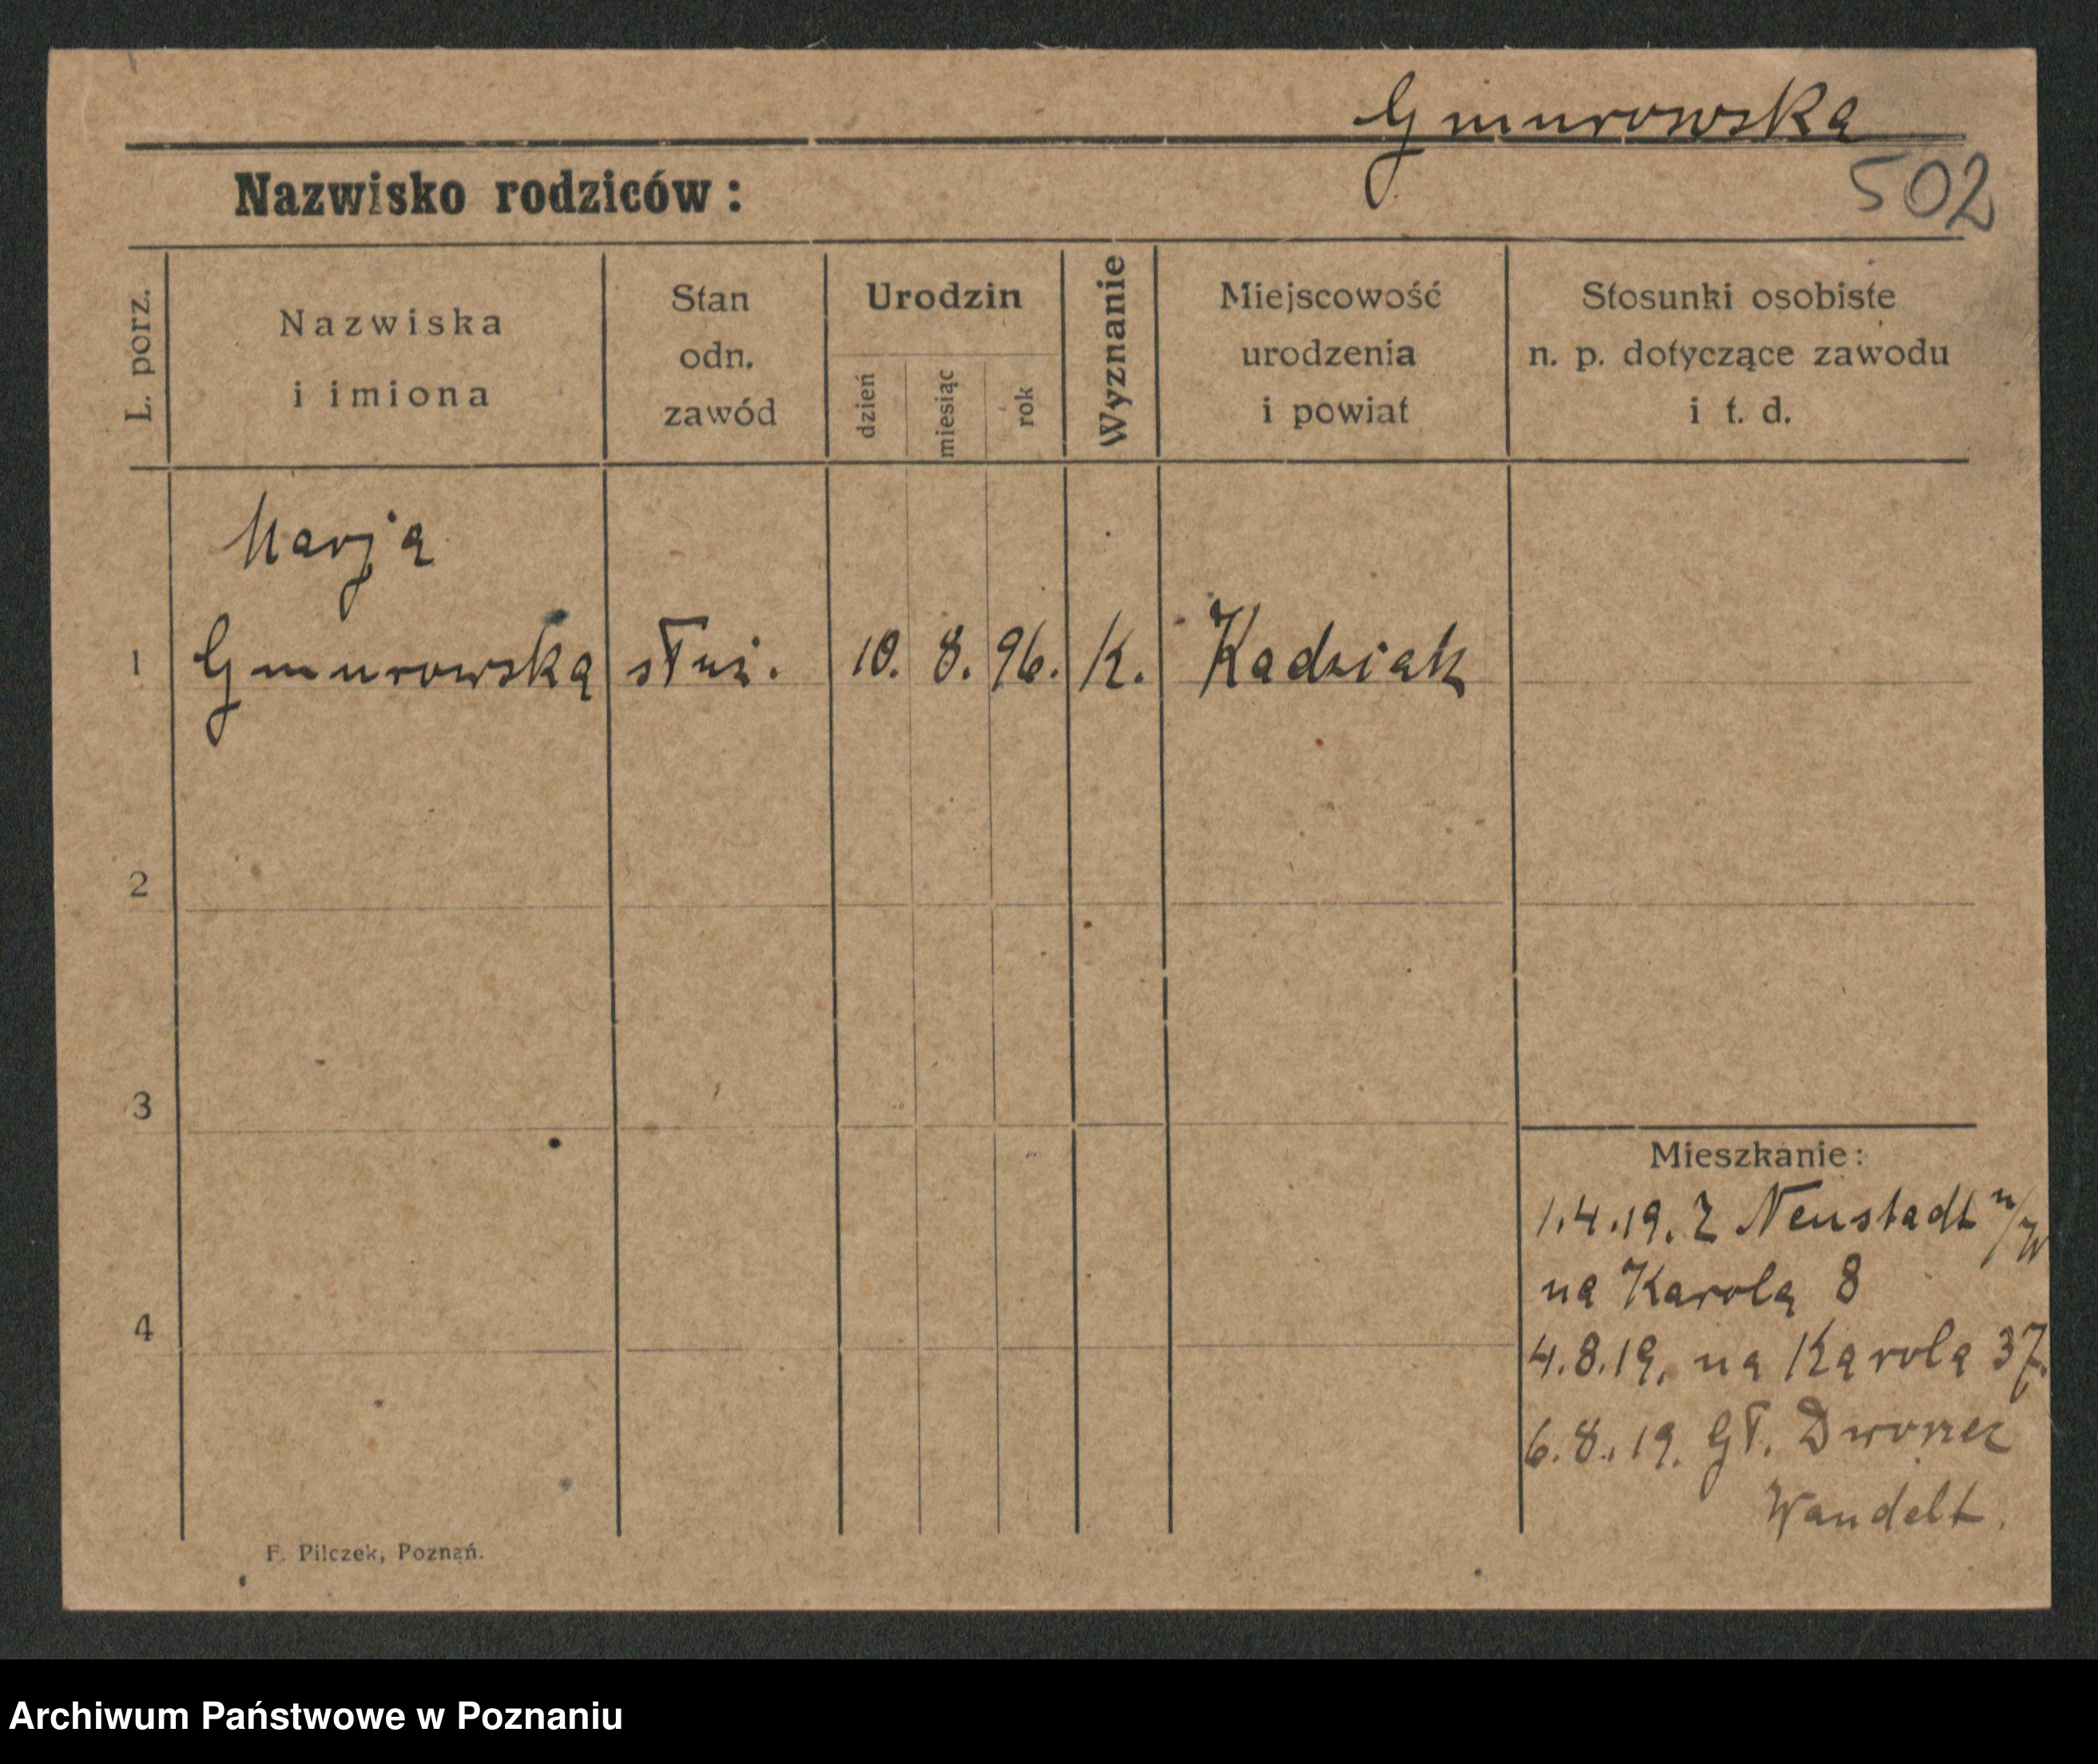 Gmurowska
502
Nazwisko rodziców:
L. porz.
Nazwiska
i imiona
Stan
odn.
zawód
Urodzin
dzień
miesiąc
rok
Wyznanie
Miejscowość
urodzenia
i powiat
Stosunki osobiste
n. p. dotyczące zawodu
i t. d.
Marja
1 Gmurowska służ. 10. 8. 96. K. Kadziak
2
3
4
Mieszkanie:
1.4.19. Z Neustadt n/W
na Karola 8
4.8.19. na Karola 37.
6.8.19. Gł. Dworzec
Wandelt.
F. Pilczek, Poznań.
Archiwum Państwowe w Poznaniu